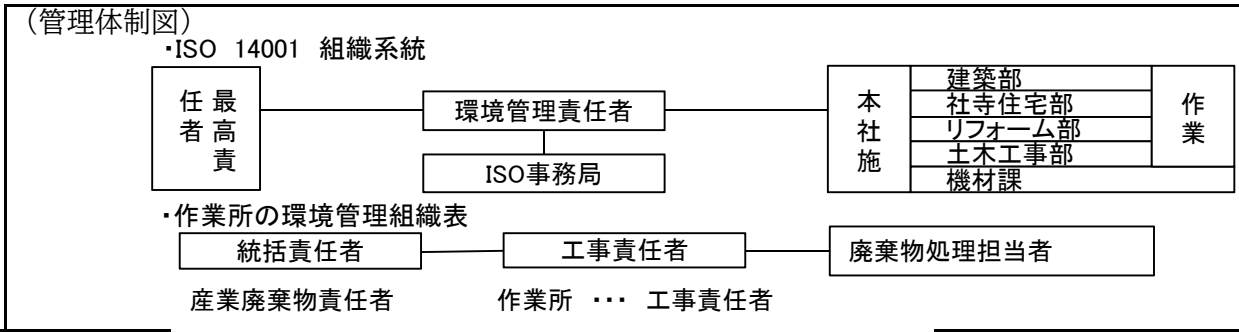 (管理体制図)
・ISO 14001 組織系統
最高責任者
環境管理責任者
ISO事務局
本社施
建築部
社寺住宅部
リフォーム部
土木工事部
機材課
作業
・作業所の環境管理組織表
統括責任者
工事責任者
廃棄物処理担当者
産業廃棄物責任者
作業所 ・・・ 工事責任者